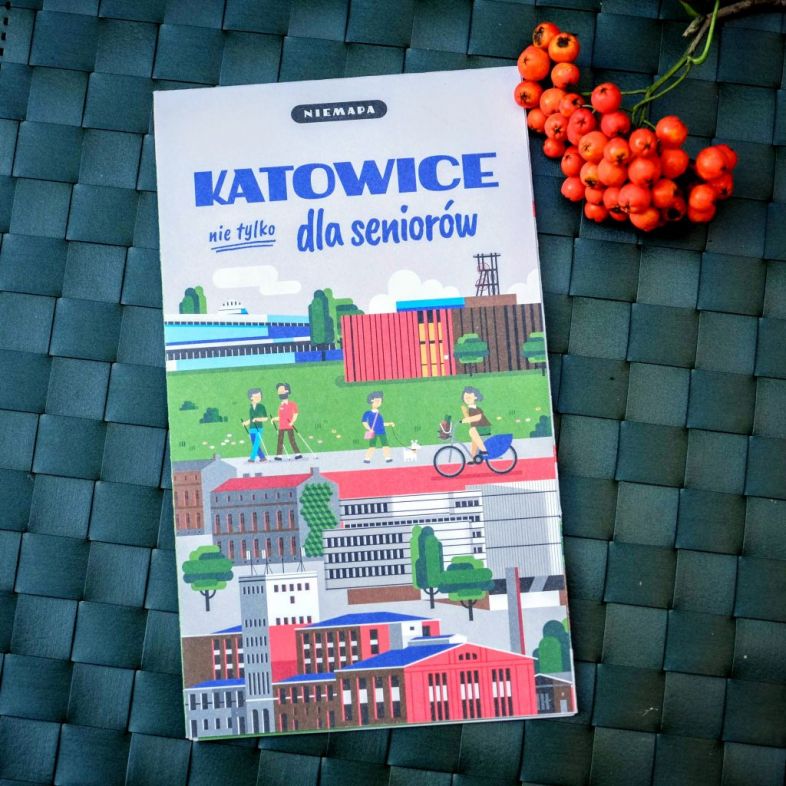 NIEMAPA
KATOWICE
nie tylko dla seniorów